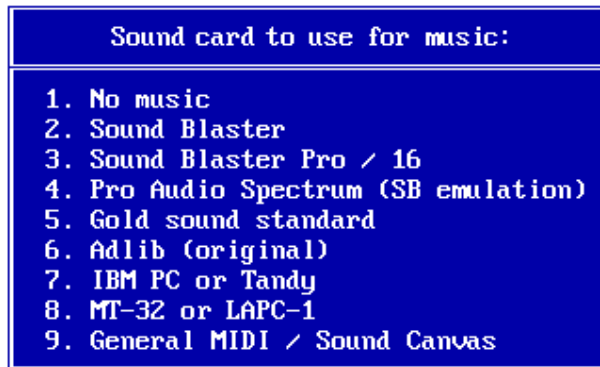 Sound card to use for music:
1. No music
2. Sound Blaster
3. Sound Blaster Pro / 16
4. Pro Audio Spectrum (SB emulation)
5. Gold sound standard
6. Adlib (original)
7. IBM PC or Tandy
8. MT-32 or LAPC-1
9. General MIDI / Sound Canvas